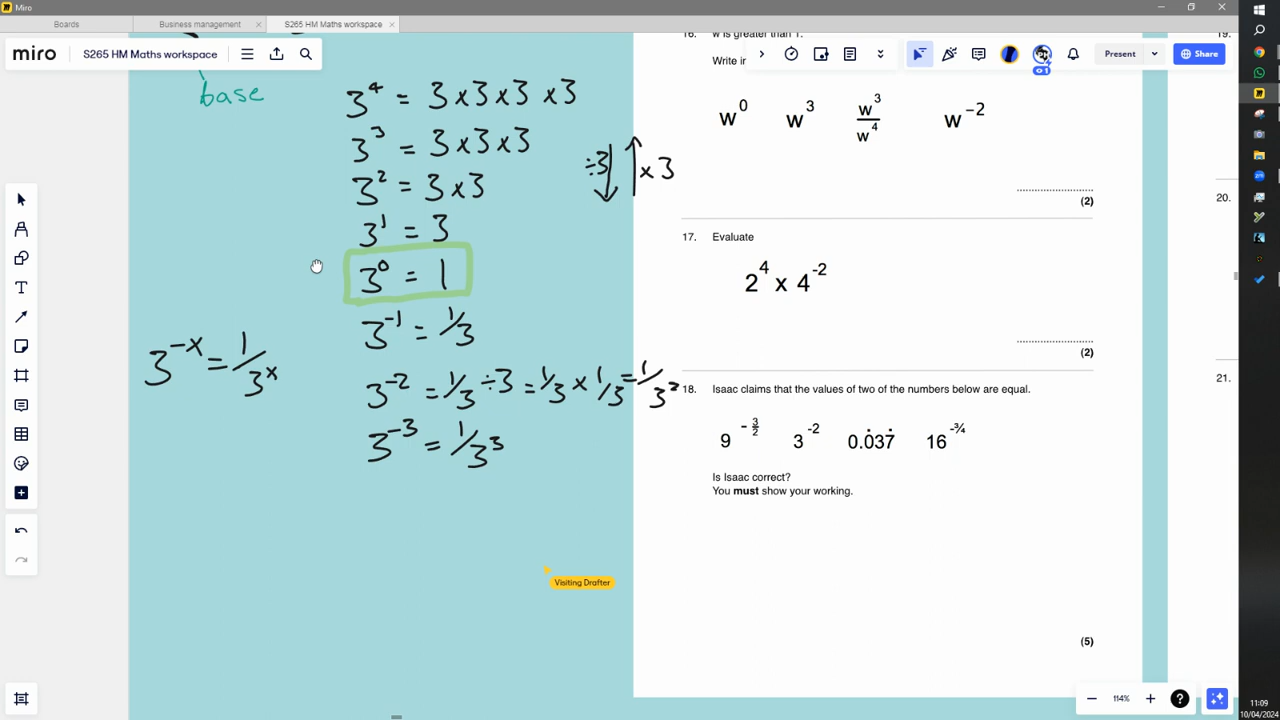 Miro
Boards
Business management
S265 HM Maths workspace
miro
S265 HM Maths workspace
Present
Share
1
base
3⁴ = 3 × 3 × 3 × 3
3³ = 3 × 3 × 3
3² = 3 × 3
÷3
× 3
3¹ = 3
3⁰ = 1
3⁻¹ = 1/3
3⁻ˣ = 1/3ˣ
3⁻² = 1/3 ÷ 3 = 1/3 × 1/3 = 1/3²
3⁻³ = 1/3³
Visiting Drafter
16. w is greater than 1.
Write in
w⁰ w³ w³/w⁴ w⁻²
(2)
17. Evaluate
2⁴ x 4⁻²
(2)
18. Isaac claims that the values of two of the numbers below are equal.
9^(-3/2) 3⁻² 0.0̇37̇ 16^(-¾)
Is Isaac correct?
You must show your working.
(5)
19.
20.
21.
114%
11:09
10/04/2024